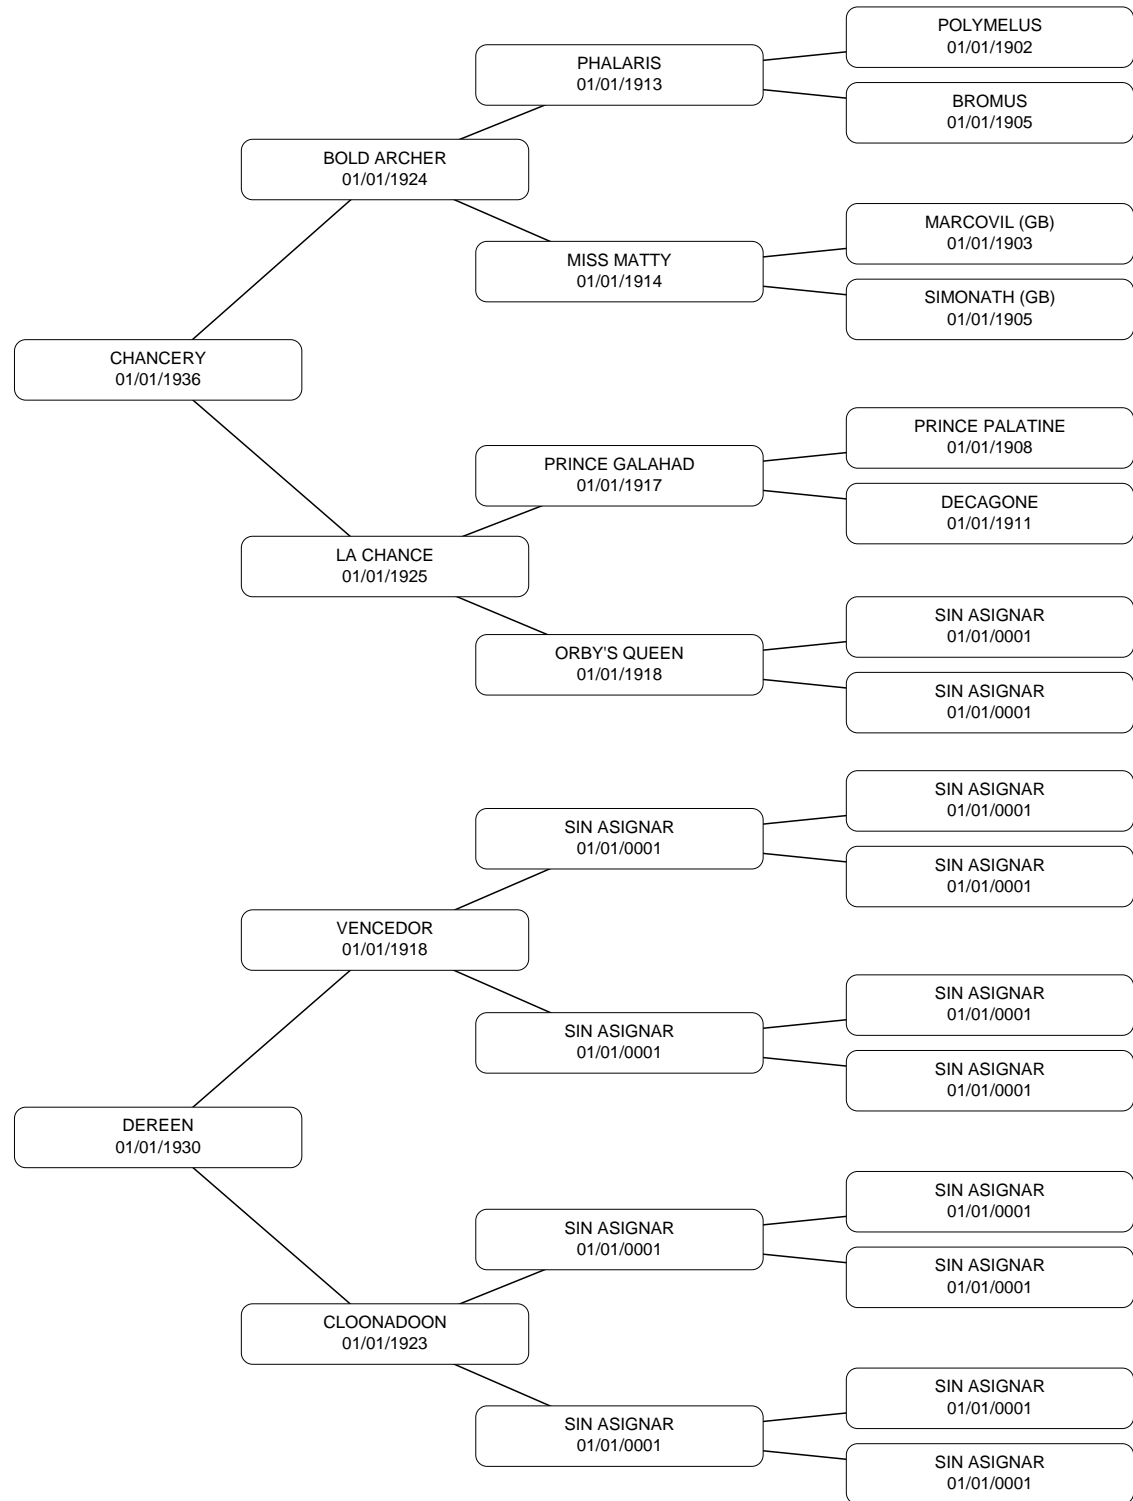 POLYMELUS
01/01/1902
PHALARIS
01/01/1913
BROMUS
01/01/1905
BOLD ARCHER
01/01/1924
MARCOVIL (GB)
01/01/1903
MISS MATTY
01/01/1914
SIMONATH (GB)
01/01/1905
CHANCERY
01/01/1936
PRINCE PALATINE
01/01/1908
PRINCE GALAHAD
01/01/1917
DECAGONE
01/01/1911
LA CHANCE
01/01/1925
SIN ASIGNAR
01/01/0001
ORBY'S QUEEN
01/01/1918
SIN ASIGNAR
01/01/0001
SIN ASIGNAR
01/01/0001
SIN ASIGNAR
01/01/0001
SIN ASIGNAR
01/01/0001
VENCEDOR
01/01/1918
SIN ASIGNAR
01/01/0001
SIN ASIGNAR
01/01/0001
SIN ASIGNAR
01/01/0001
DEREEN
01/01/1930
SIN ASIGNAR
01/01/0001
SIN ASIGNAR
01/01/0001
SIN ASIGNAR
01/01/0001
CLOONADOON
01/01/1923
SIN ASIGNAR
01/01/0001
SIN ASIGNAR
01/01/0001
SIN ASIGNAR
01/01/0001